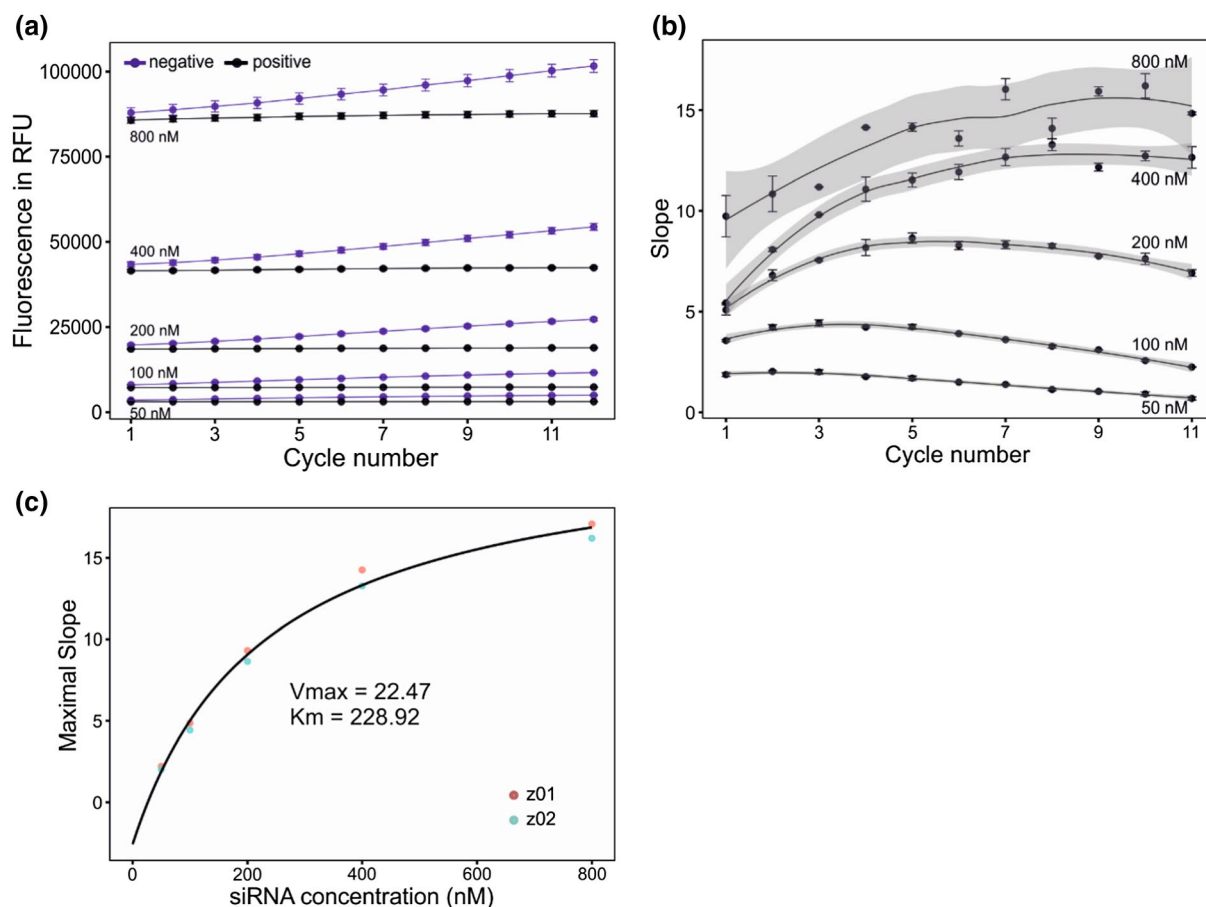 (a)
negative positive
100000
75000
50000
25000
0
Fluorescence in RFU
800 nM
400 nM
200 nM
100 nM
50 nM
1 3 5 7 9 11
Cycle number
(b)
15
10
5
0
Slope
800 nM
400 nM
200 nM
100 nM
50 nM
1 3 5 7 9 11
Cycle number
(c)
15
10
5
0
Maximal Slope
Vmax = 22.47
Km = 228.92
z01
z02
0 200 400 600 800
siRNA concentration (nM)